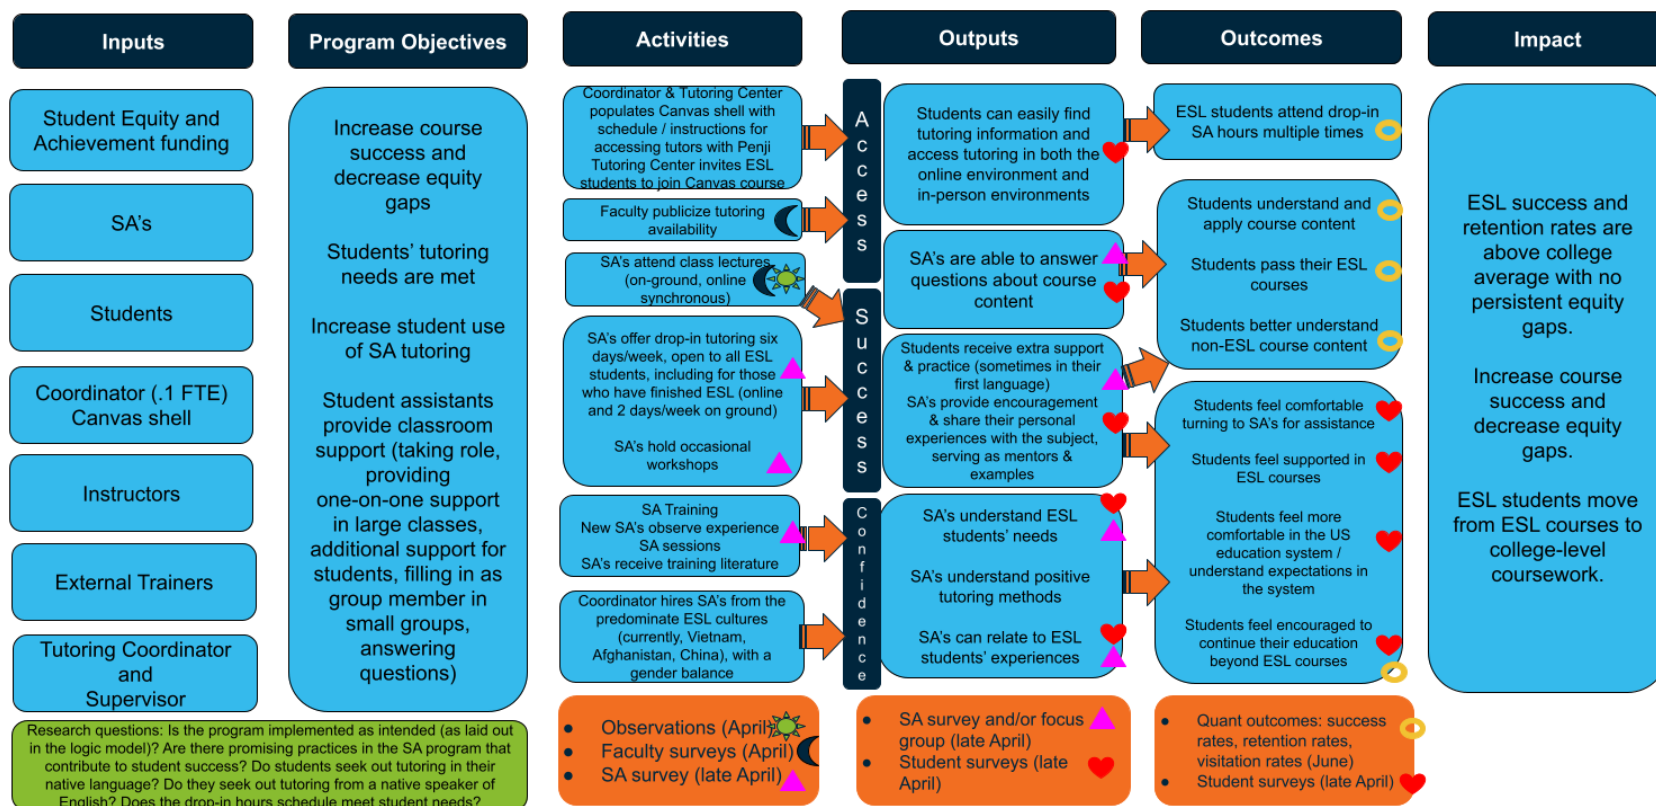 Inputs
Program Objectives
Activities
Outputs
Outcomes
Impact
Student Equity and
Achievement funding
SA's
Students
Coordinator (.1 FTE)
Canvas shell
Instructors
External Trainers
Tutoring Coordinator
and
Supervisor
Increase course
success and
decrease equity
gaps
Students' tutoring
needs are met
Increase student use
of SA tutoring
Student assistants
provide classroom
support (taking role,
providing
one-on-one support
in large classes,
additional support for
students, filling in as
group member in
small groups,
answering
questions)
Coordinator & Tutoring Center
populates Canvas shell with
schedule / instructions for
accessing tutors with Penji
Tutoring Center invites ESL
students to join Canvas course
Faculty publicize tutoring
availability
SA's attend class lectures
(on-ground, online
synchronous)
SA's offer drop-in tutoring six
days/week, open to all ESL
students, including for those
who have finished ESL (online
and 2 days/week on ground)
SA's hold occasional
workshops
SA Training
New SA's observe experience
SA sessions
SA's receive training literature
Coordinator hires SA's from the
predominate ESL cultures
(currently, Vietnam,
Afghanistan, China), with a
gender balance
Access
Success
Confidence
Students can easily find
tutoring information and
access tutoring in both the
online environment and
in-person environments
SA's are able to answer
questions about course
content
Students receive extra support
& practice (sometimes in their
first language)
SA's provide encouragement
& share their personal
experiences with the subject,
serving as mentors &
examples
SA's understand ESL
students' needs
SA's understand positive
tutoring methods
SA's can relate to ESL
students' experiences
ESL students attend drop-in
SA hours multiple times
Students understand and
apply course content
Students pass their ESL
courses
Students better understand
non-ESL course content
Students feel comfortable
turning to SA's for assistance
Students feel supported in
ESL courses
Students feel more
comfortable in the US
education system /
understand expectations in
the system
Students feel encouraged to
continue their education
beyond ESL courses
ESL success and
retention rates are
above college
average with no
persistent equity
gaps.
Increase course
success and
decrease equity
gaps.
ESL students move
from ESL courses to
college-level
coursework.
Research questions: Is the program implemented as intended (as laid out
in the logic model)? Are there promising practices in the SA program that
contribute to student success? Do students seek out tutoring in their
native language? Do they seek out tutoring from a native speaker of
English? Does the drop-in hours schedule meet student needs?
● Observations (April)
● Faculty surveys (April)
● SA survey (late April)
● SA survey and/or focus
group (late April)
● Student surveys (late
April)
● Quant outcomes: success
rates, retention rates,
visitation rates (June)
● Student surveys (late April)